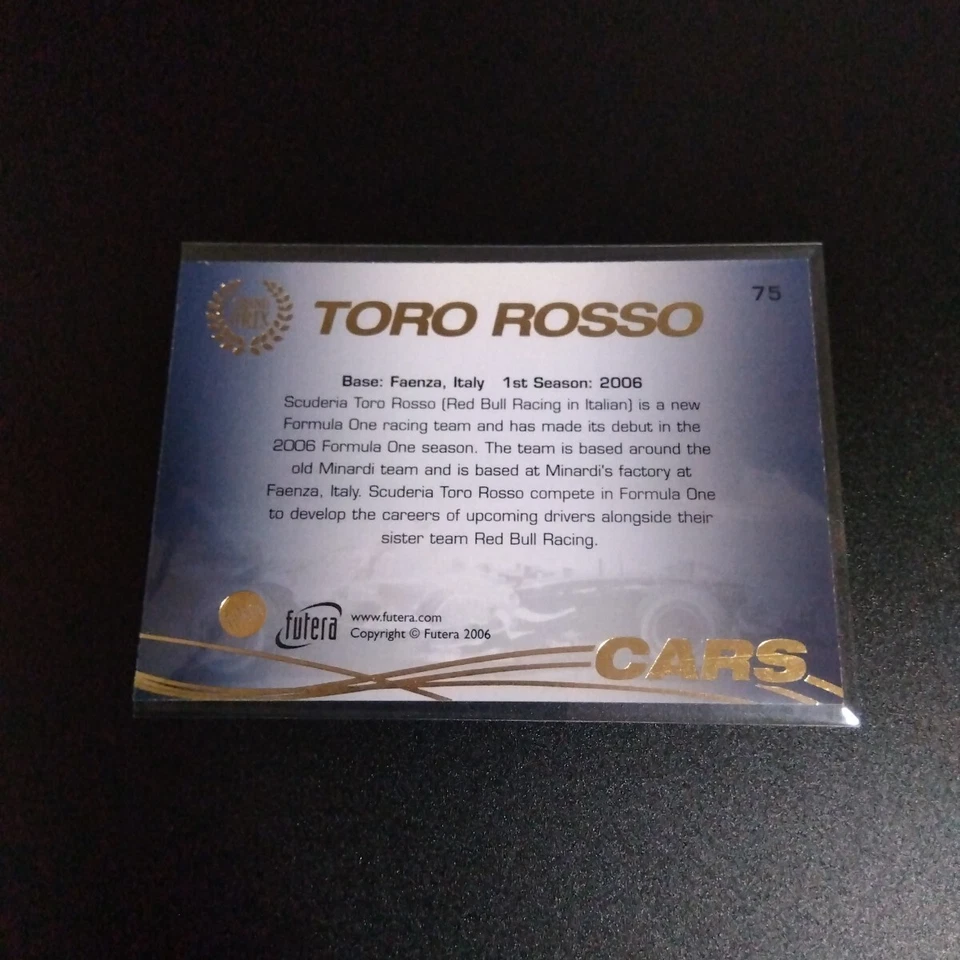 75
TORO ROSSO
Base: Faenza, Italy 1st Season: 2006
Scuderia Toro Rosso (Red Bull Racing in Italian) is a new
Formula One racing team and has made its debut in the
2006 Formula One season. The team is based around the
old Minardi team and is based at Minardi's factory at
Faenza, Italy. Scuderia Toro Rosso compete in Formula One
to develop the careers of upcoming drivers alongside their
sister team Red Bull Racing.
futera
www.futera.com
Copyright © Futera 2006
CARS